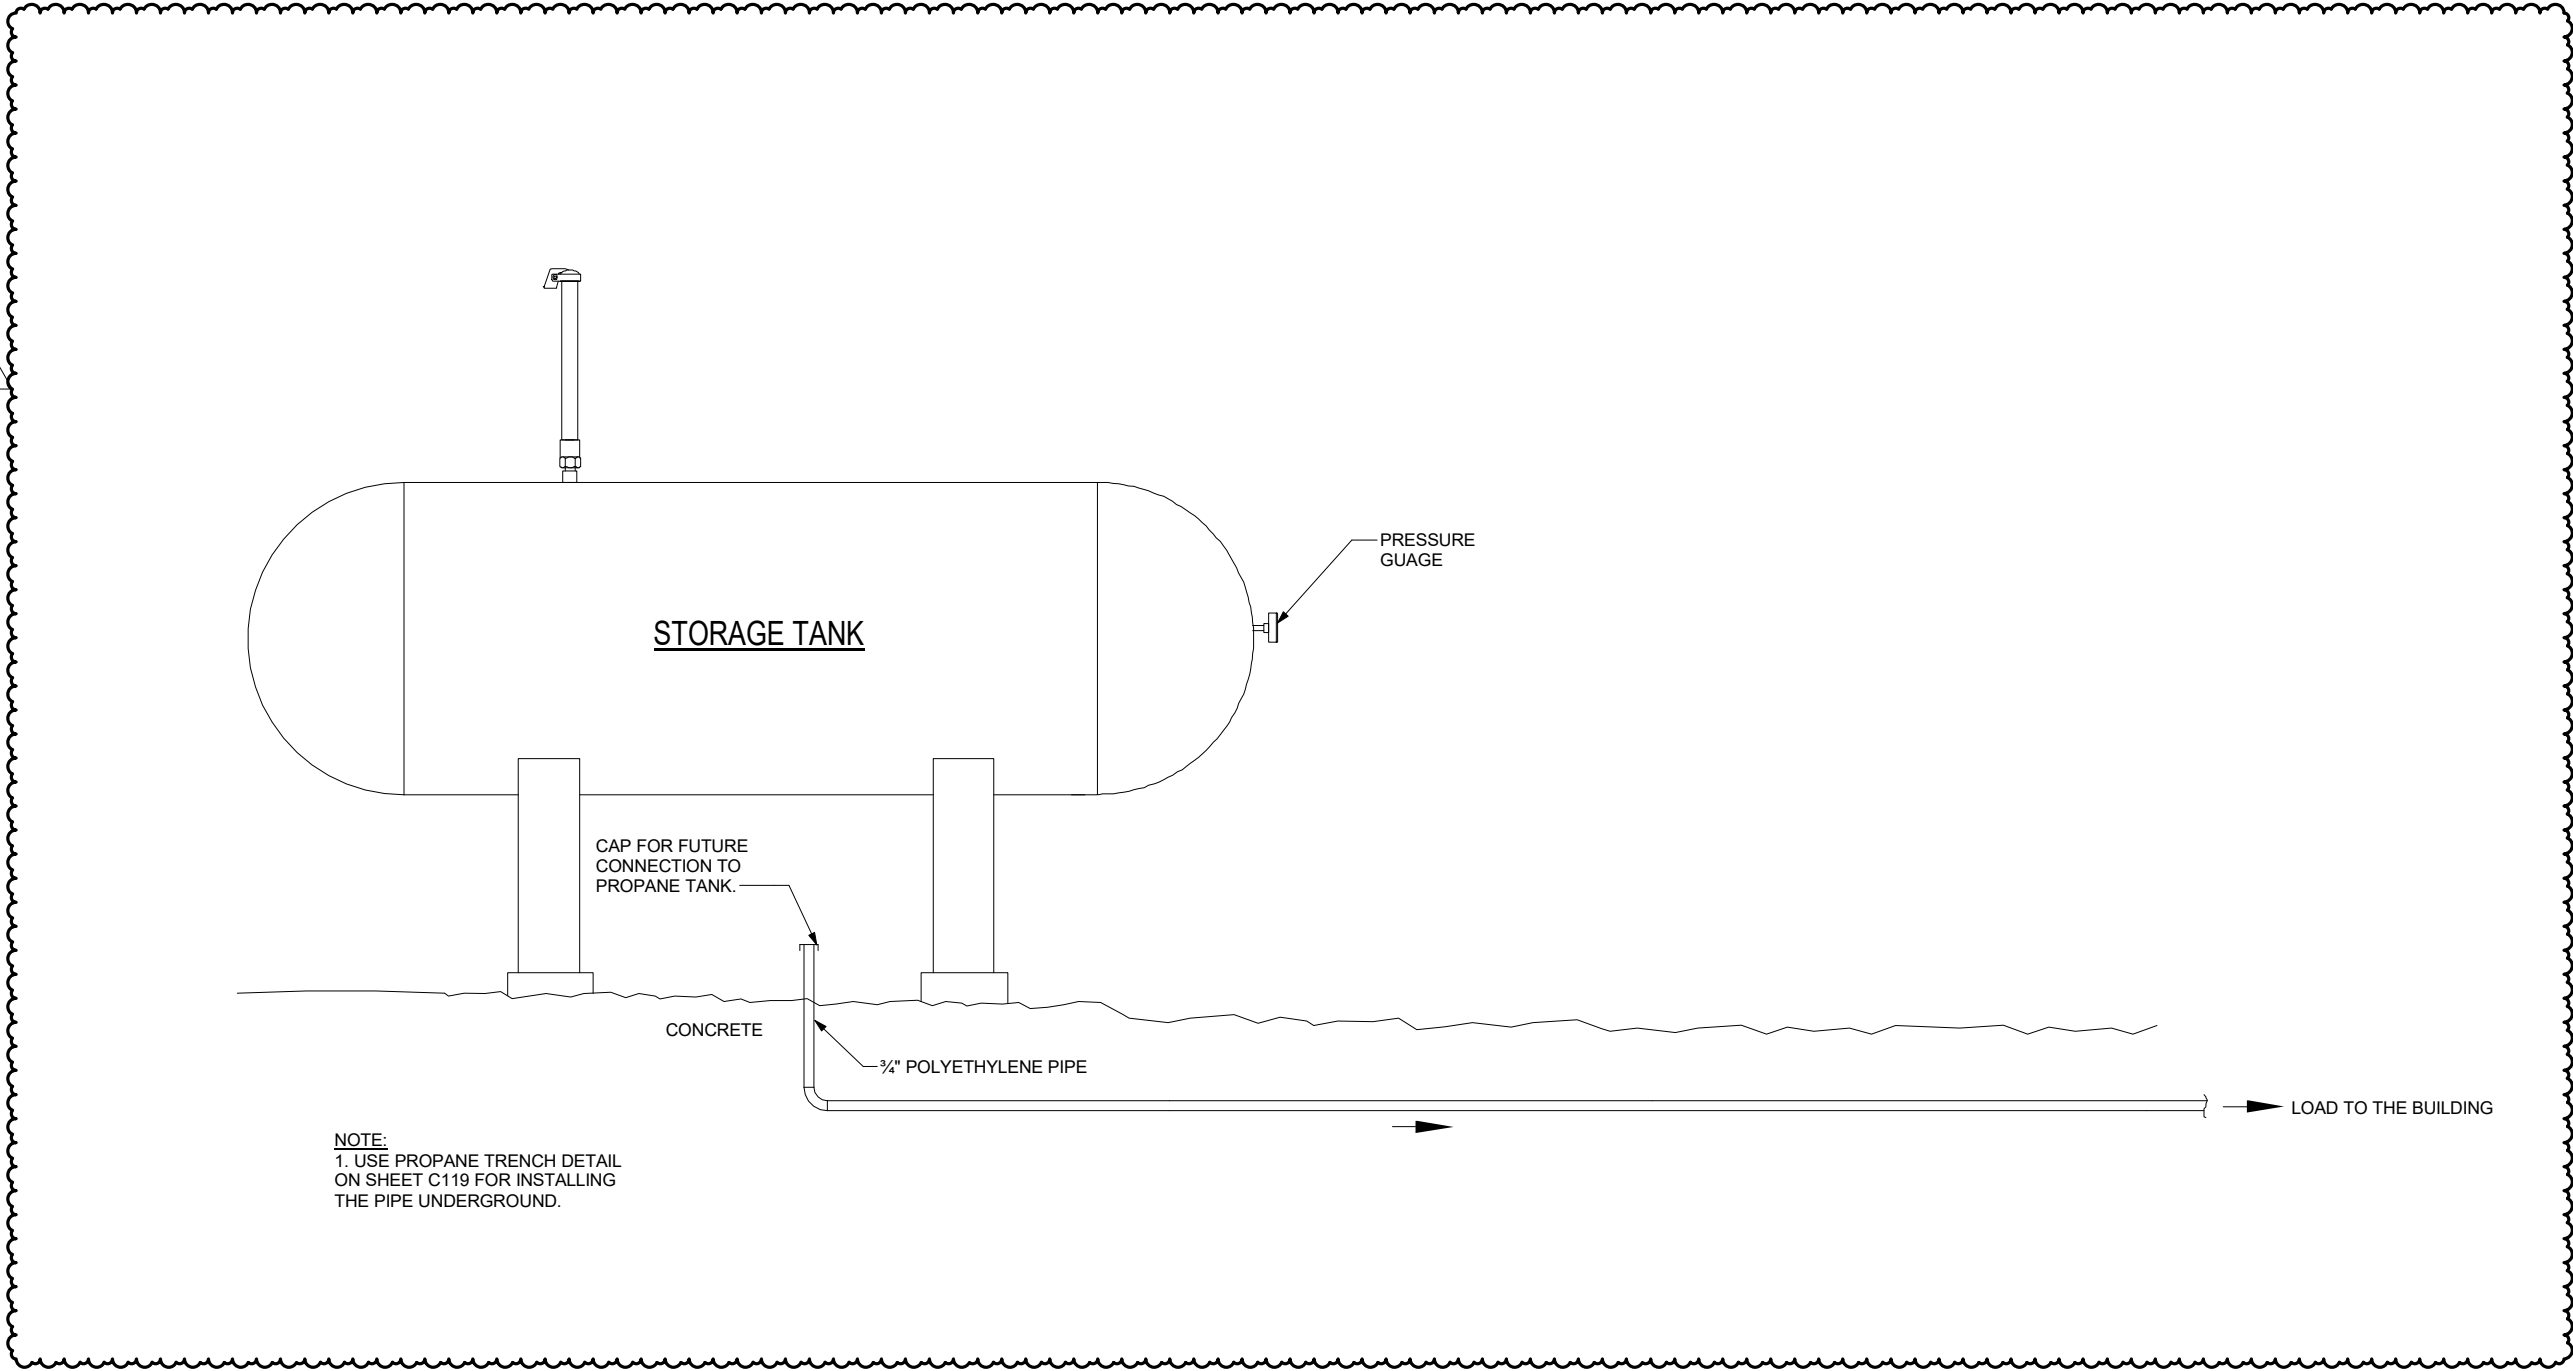 PRESSURE
GUAGE
STORAGE TANK
CAP FOR FUTURE
CONNECTION TO
PROPANE TANK.
CONCRETE
¾" POLYETHYLENE PIPE
LOAD TO THE BUILDING
NOTE:
1. USE PROPANE TRENCH DETAIL
ON SHEET C119 FOR INSTALLING
THE PIPE UNDERGROUND.